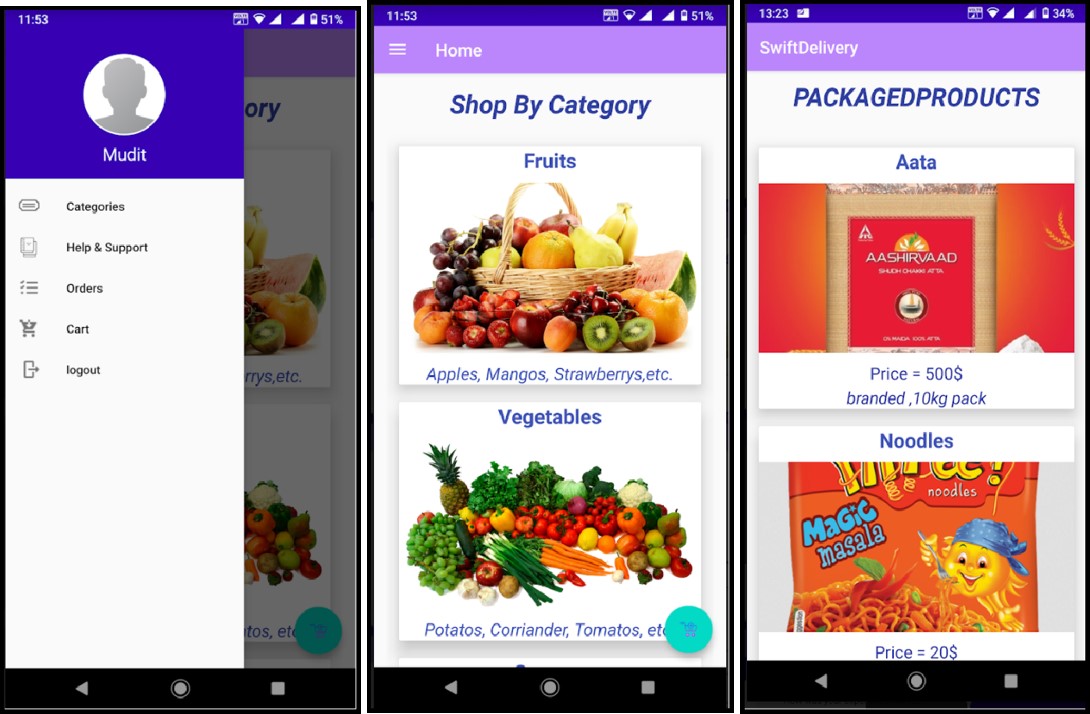 11:53
51%
ory
Mudit
Categories
Help & Support
Orders
Cart
logout
rrys,etc.
atos, etc
11:53
51%
Home
Shop By Category
Fruits
Apples, Mangos, Strawberrys,etc.
Vegetables
Potatos, Corriander, Tomatos, etc
13:23
34%
SwiftDelivery
PACKAGEDPRODUCTS
Aata
AASHIRVAAD
SHUDH CHAKKI ATTA
0% MAIDA 100% ATTA
Price = 500$
branded ,10kg pack
Noodles
noodles
Magic
masala
Price = 20$